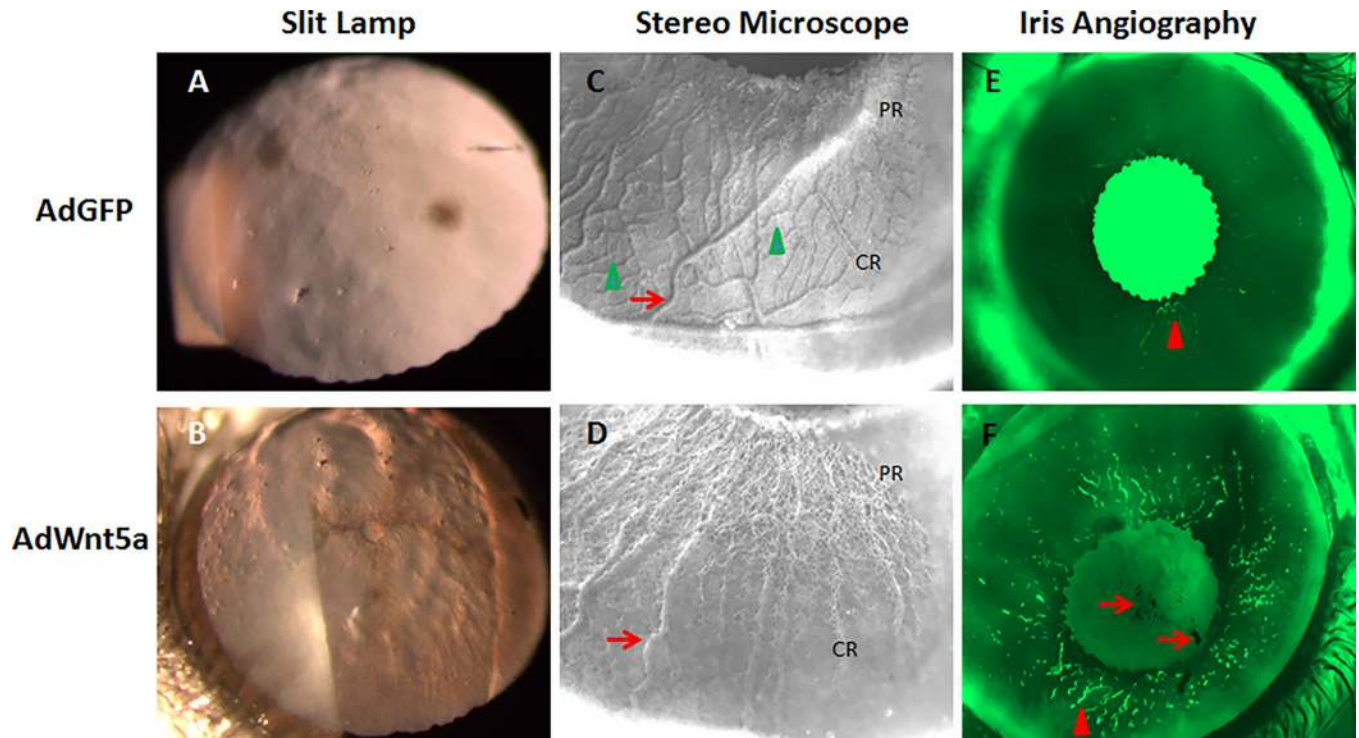 Slit Lamp Stereo Microscope Iris Angiography
AdGFP
A
C
PR
CR
E
AdWnt5a
B
D
PR
CR
F